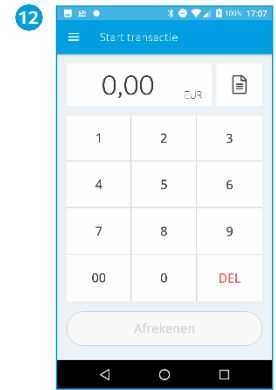 12
100% 17:07
Start transactie
0,00 EUR
1 2 3
4 5 6
7 8 9
00 0 DEL
Afrekenen